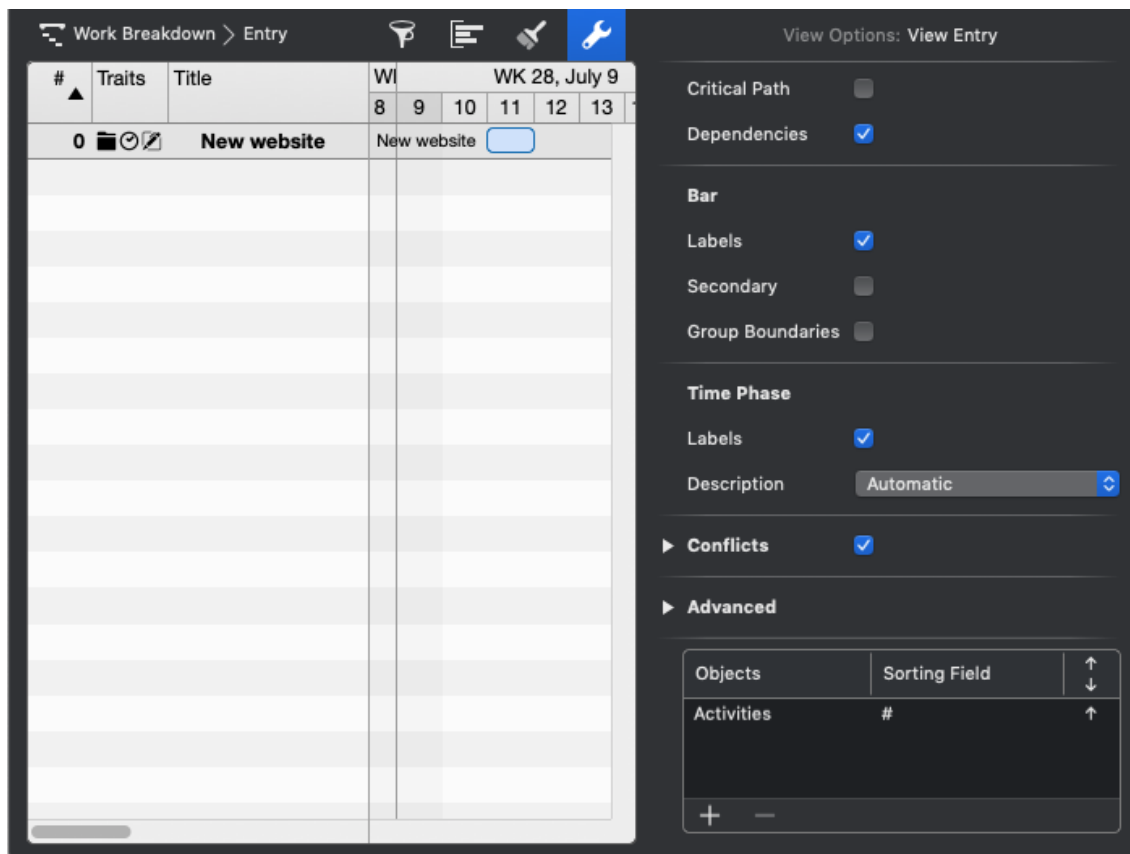 Work Breakdown > Entry
View Options: View Entry
# Traits Title
WK 28, July 9
8 9 10 11 12 13
0 New website New website
Critical Path
Dependencies
Bar
Labels
Secondary
Group Boundaries
Time Phase
Labels
Description Automatic
Conflicts
Advanced
Objects Sorting Field
Activities #